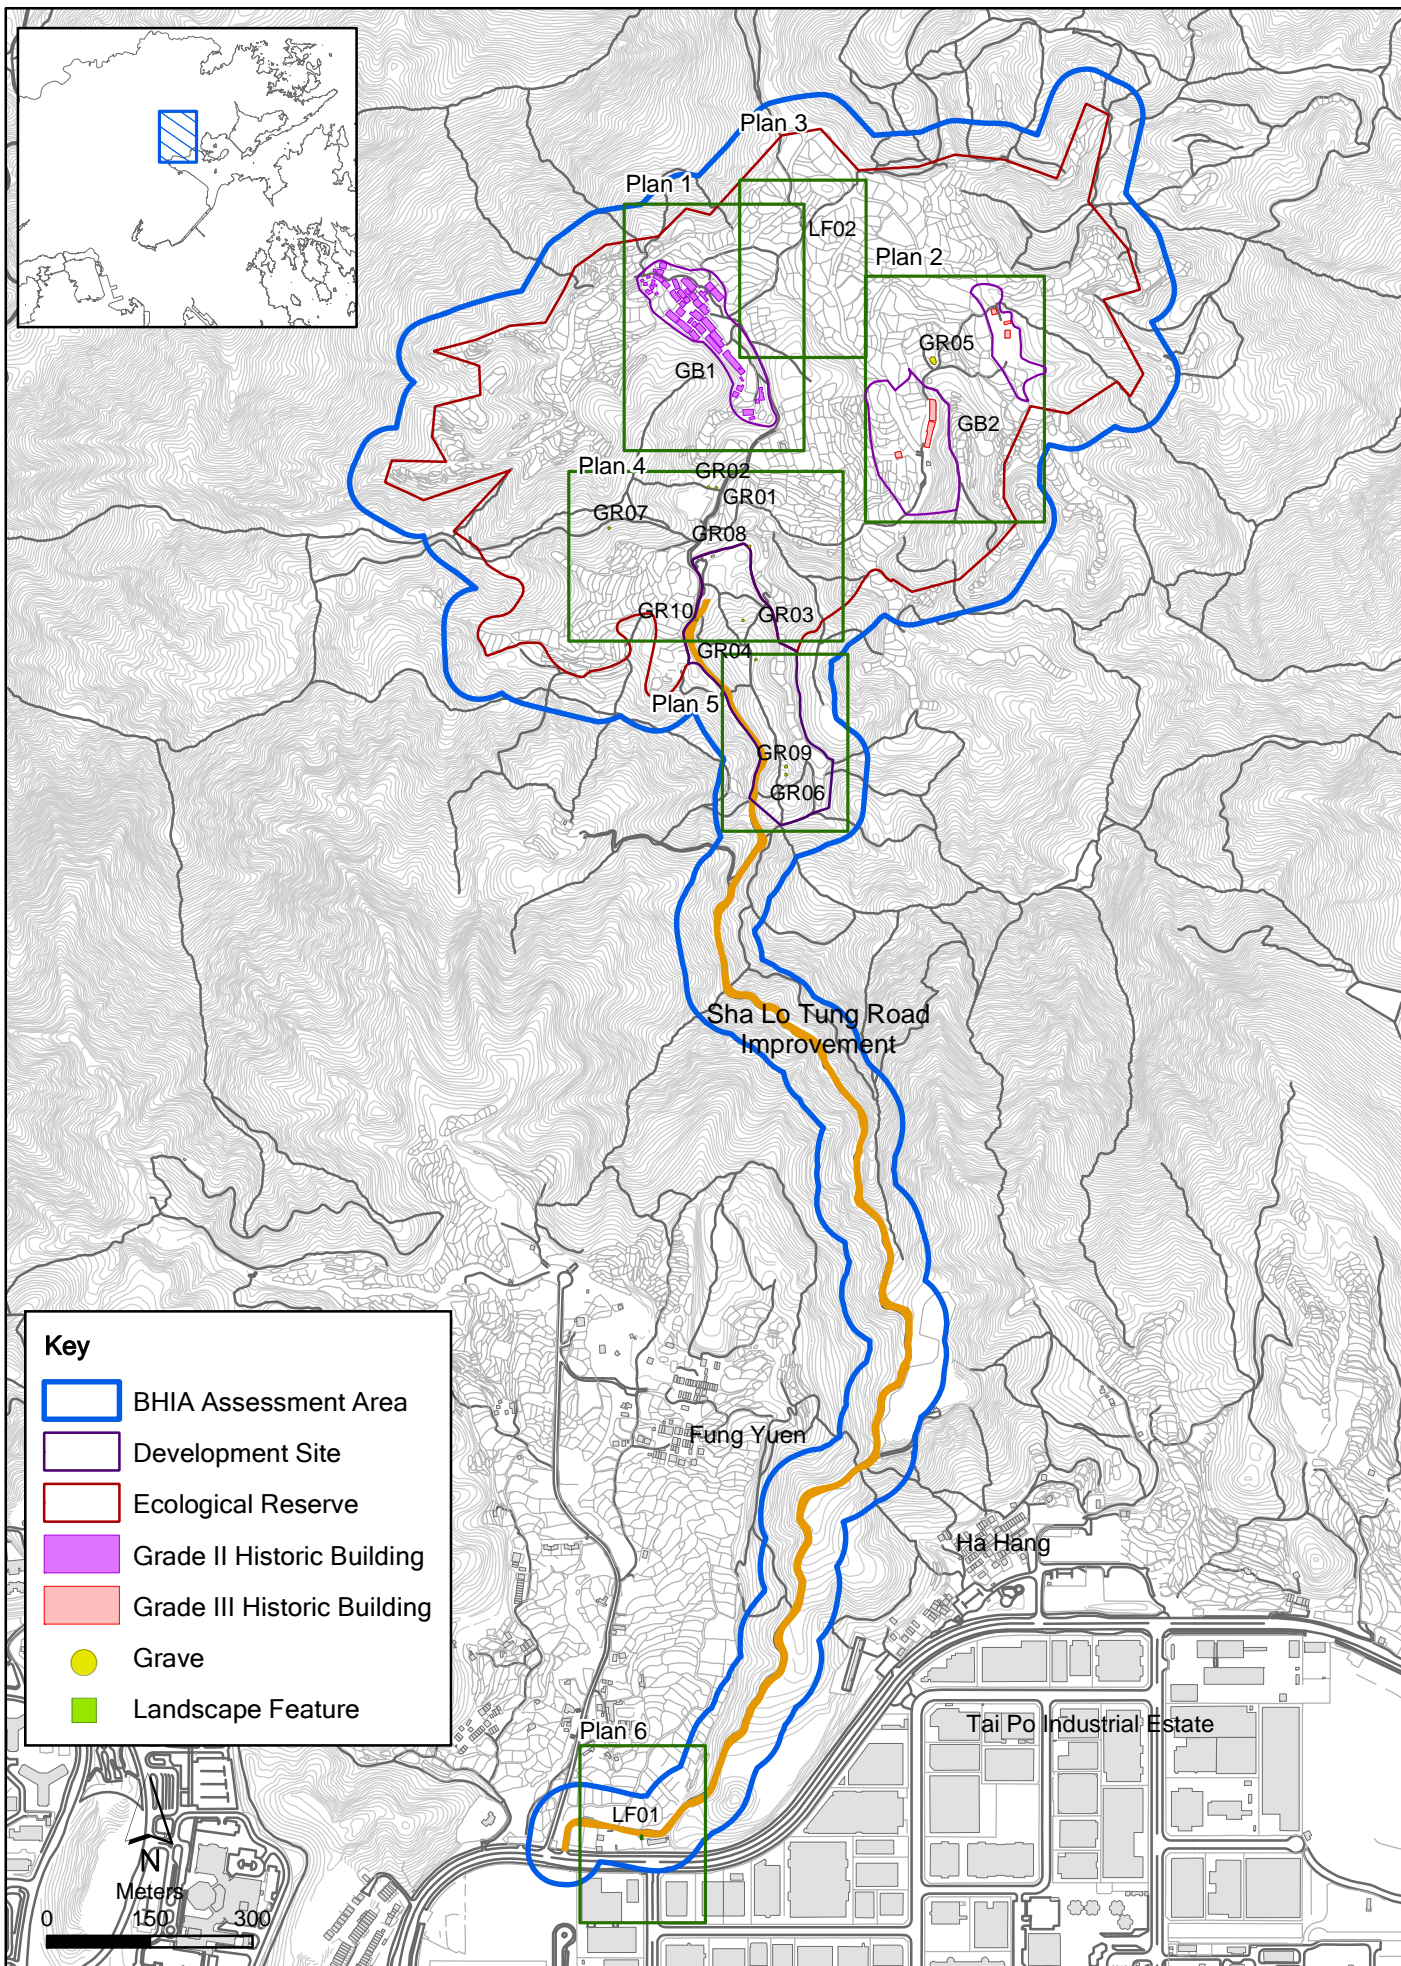 Plan 3
Plan 1
LF02
Plan 2
GR05
GB1
GB2
Plan 4
GR02
GR01
GR07
GR08
GR10
GR03
GR04
Plan 5
GR09
GR06
Sha Lo Tung Road
Improvement
Key
BHIA Assessment Area
Development Site
Ecological Reserve
Grade II Historic Building
Grade III Historic Building
Grave
Landscape Feature
Fung Yuen
Ha Hang
Tai Po Industrial Estate
Plan 6
LF01
N
Meters
0 150 300